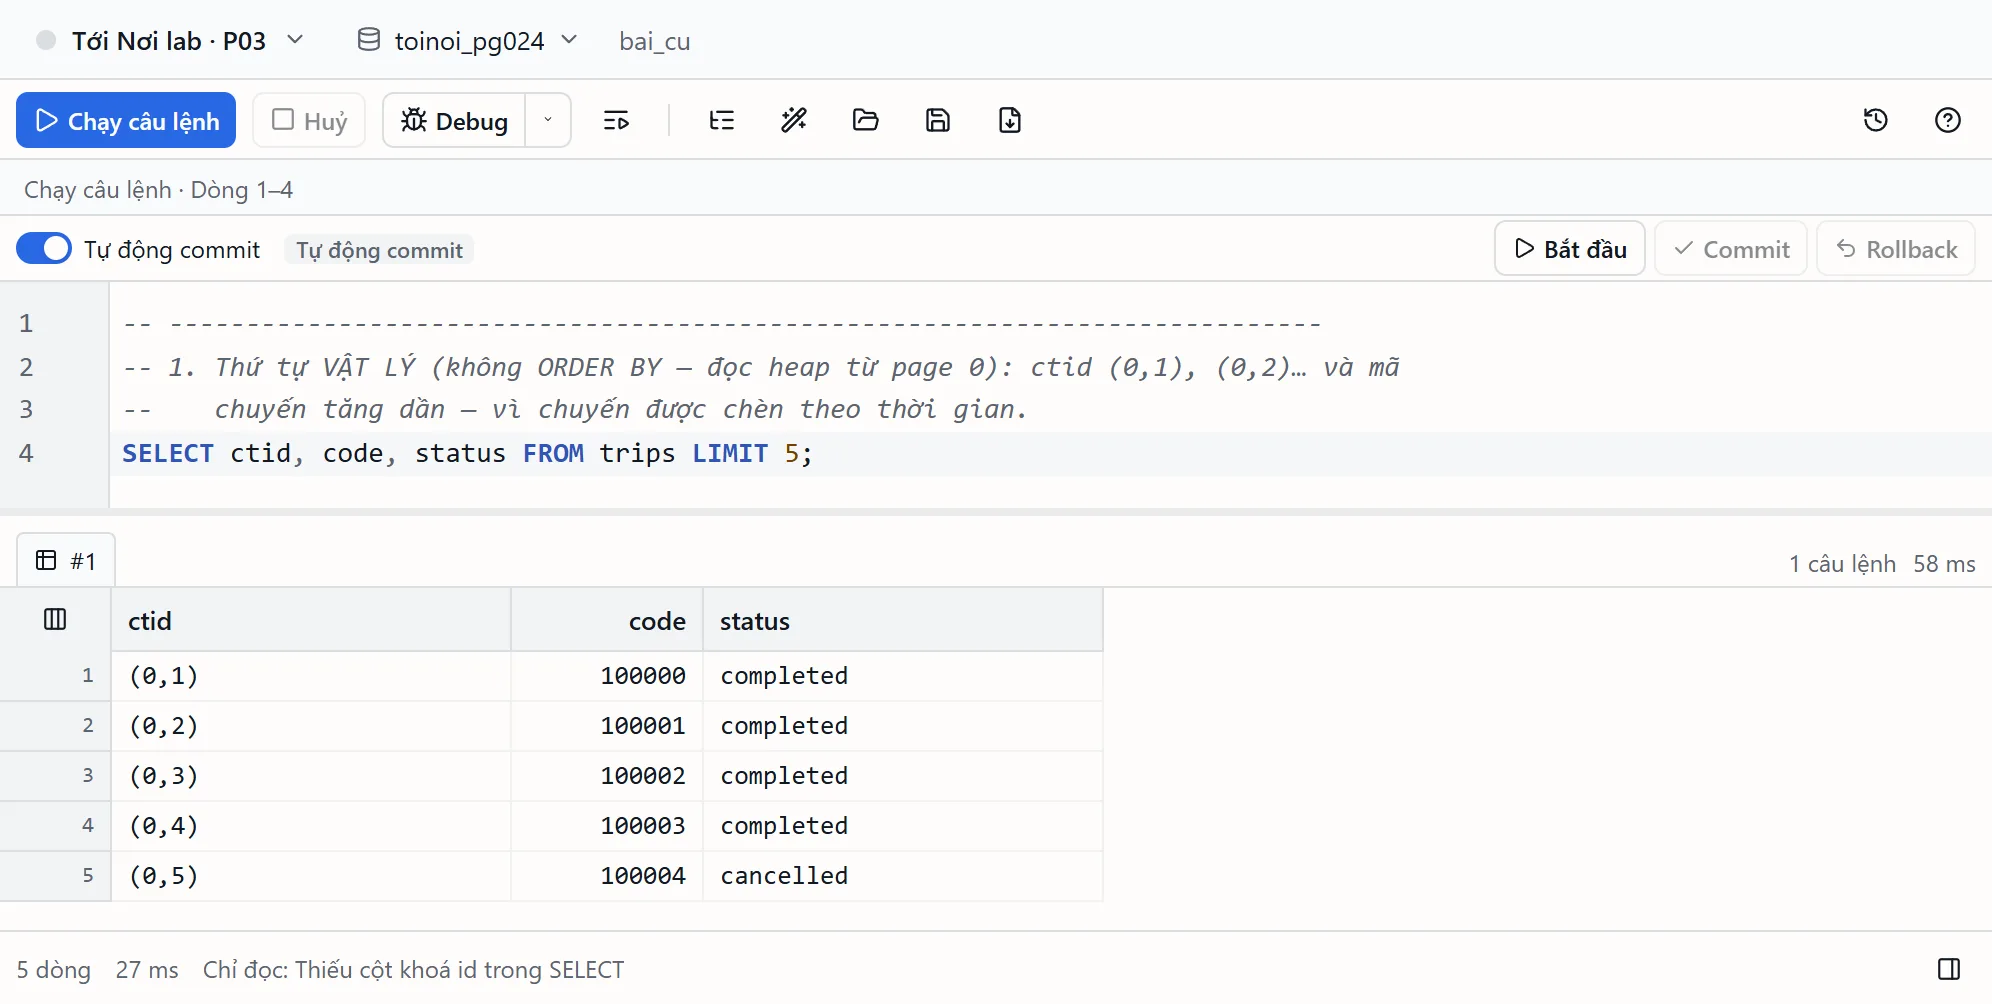 Tới Nơi lab · P03 toinoi_pg024 bai_cu
Chạy câu lệnh Huỷ Debug
Chạy câu lệnh · Dòng 1–4
Tự động commit Tự động commit Bắt đầu Commit Rollback
1 -- ---------------------------------------------------------------------------
2 -- 1. Thứ tự VẬT LÝ (không ORDER BY — đọc heap từ page 0): ctid (0,1), (0,2)… và mã
3 -- chuyến tăng dần — vì chuyến được chèn theo thời gian.
4 SELECT ctid, code, status FROM trips LIMIT 5;
#1 1 câu lệnh 58 ms
ctid code status
1 (0,1) 100000 completed
2 (0,2) 100001 completed
3 (0,3) 100002 completed
4 (0,4) 100003 completed
5 (0,5) 100004 cancelled
5 dòng 27 ms Chỉ đọc: Thiếu cột khoá id trong SELECT